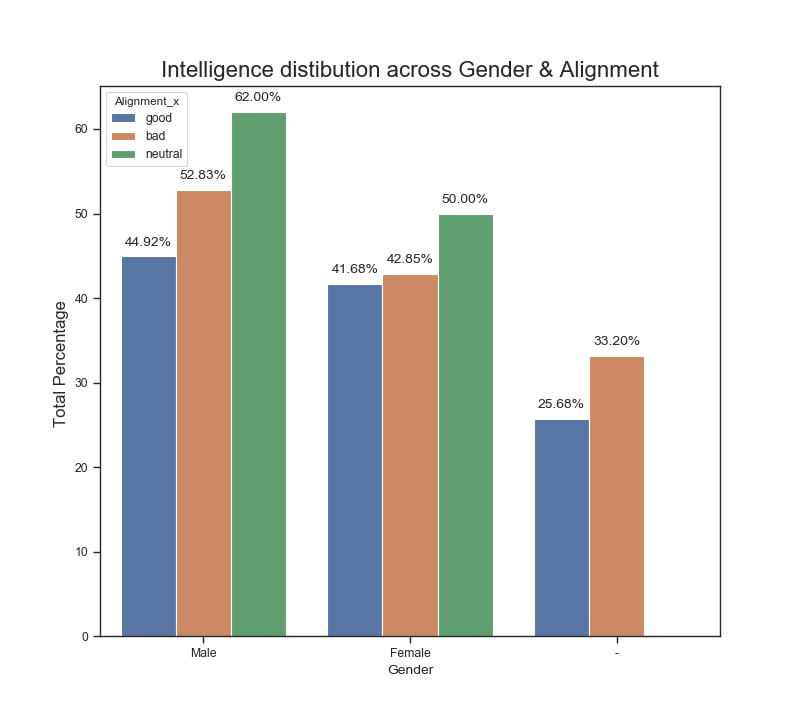 Intelligence distibution across Gender & Alignment
Alignment_x
good
bad
neutral
62.00%
52.83%
44.92%
50.00%
41.68%
42.85%
33.20%
25.68%
60
50
40
30
20
10
0
Total Percentage
Male
Female
-
Gender